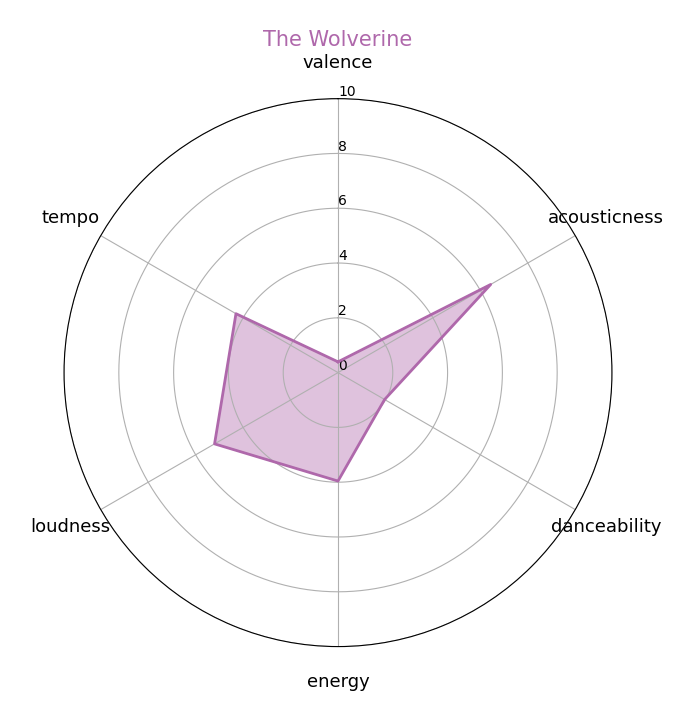 The Wolverine
valence
10
8
tempo
acousticness
6
4
2
0
loudness
danceability
energy